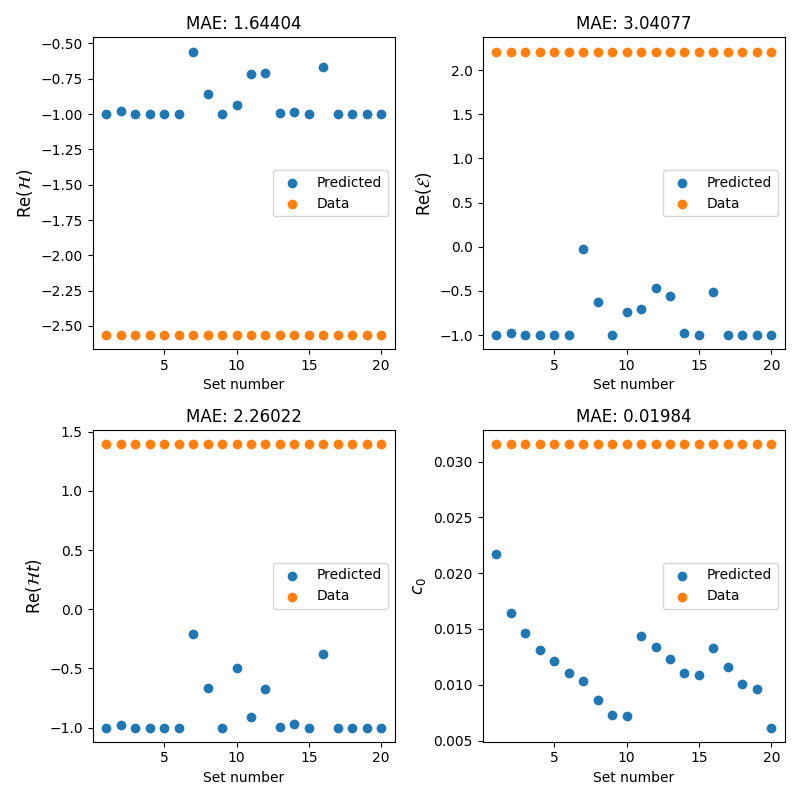 MAE: 1.64404
−0.50
−0.75
−1.00
−1.25
−1.50
−1.75
−2.00
−2.25
−2.50
Re(ℋ)
Predicted
Data
5
10
15
20
Set number
MAE: 3.04077
2.0
1.5
1.0
0.5
0.0
−0.5
−1.0
Re(ℰ)
Predicted
Data
5
10
15
20
Set number
MAE: 2.26022
1.5
1.0
0.5
0.0
−0.5
−1.0
Re(ℋt)
Predicted
Data
5
10
15
20
Set number
MAE: 0.01984
0.030
0.025
0.020
0.015
0.010
0.005
c₀
Predicted
Data
5
10
15
20
Set number